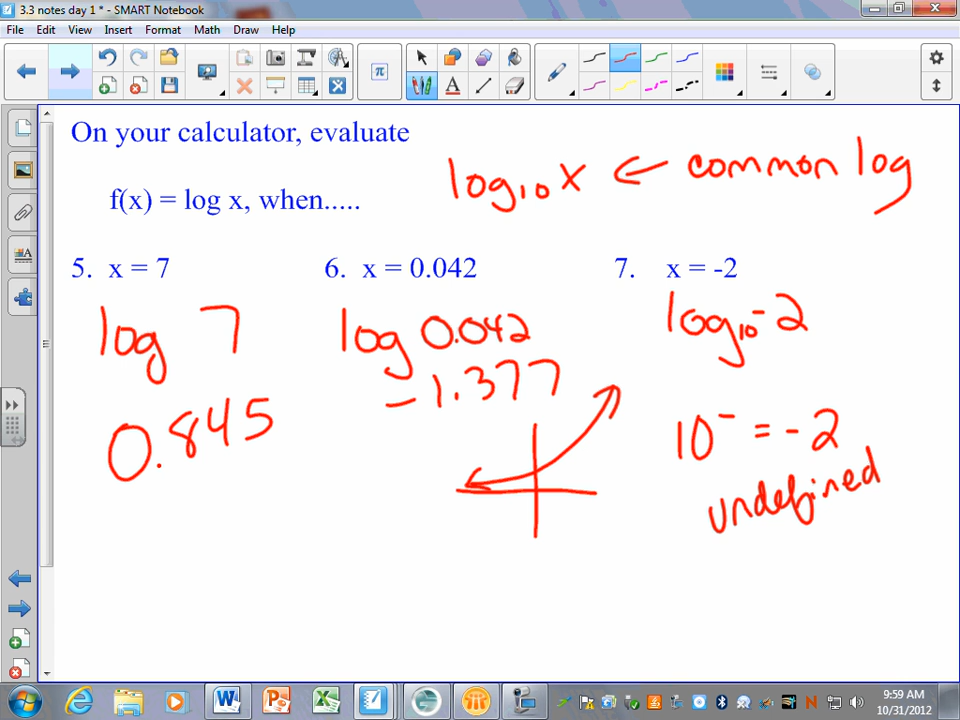 3.3 notes day 1 * - SMART Notebook
File Edit View Insert Format Math Draw Help
On your calculator, evaluate
log₁₀x ← common log
f(x) = log x, when.....
5. x = 7
6. x = 0.042
7. x = -2
log 7
log 0.042
log₁₀-2
0.845
-1.377
10⁻ = -2
undefined
9:59 AM
10/31/2012